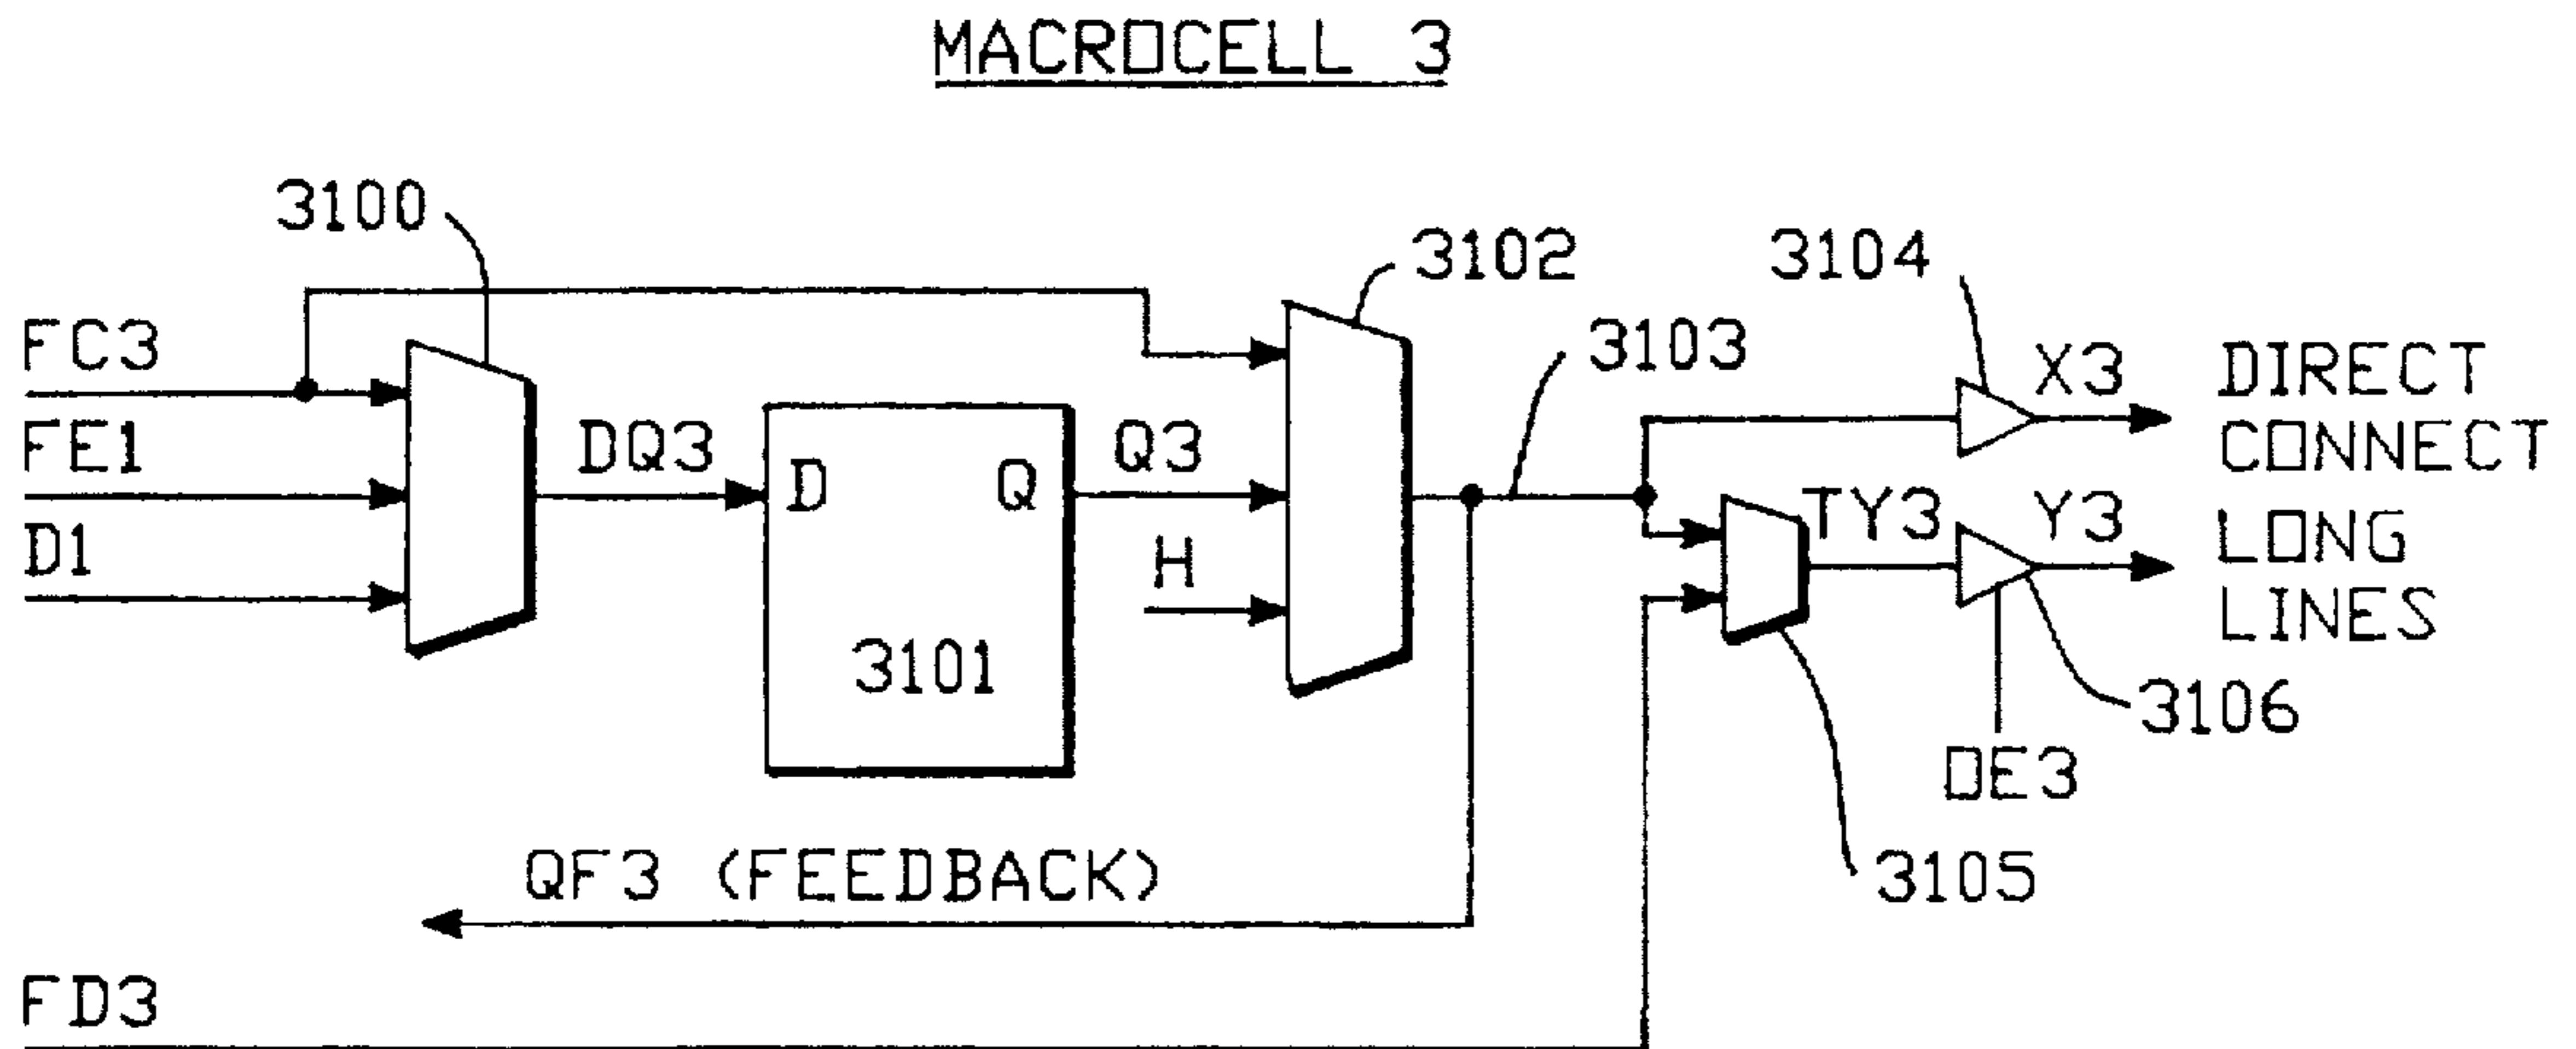 MACROCELL 3
3100
3102
3104
FC3
3103
X3
DIRECT
CONNECT
FE1
DQ3
D
Q
Q3
TY3
Y3
LONG
LINES
D1
H
3101
3106
OE3
QF3 (FEEDBACK)
3105
FD3